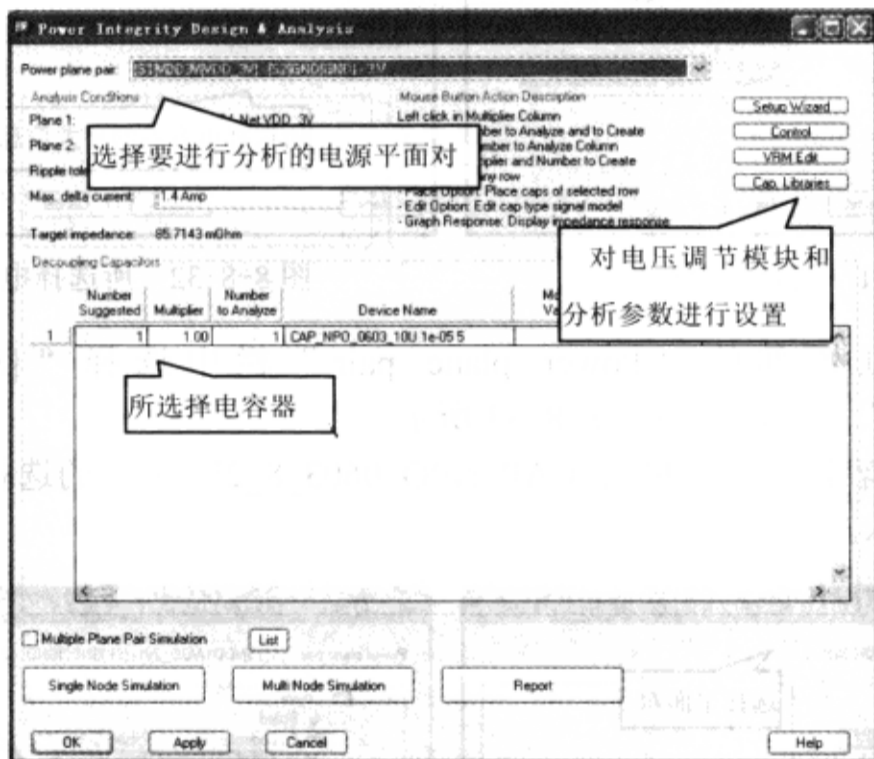 Power Integrity Design & Analysis
Power plane pair:
Analysis Conditions
Mouse Button Action Description
Plane 1:
Net VDD_3V
Left click in Multiplier Column
Setup Wizard
Plane 2:
ber to Analyze and to Create
Control
选择要进行分析的电源平面对
mber to Analyze Column
VRM Edit
Ripple tole
plier and Number to Create
Cap. Libraries
ny row
Max. delta current:
1.4 Amp
- Place Option: Place caps of selected row
- Edit Option: Edit cap type signal model
- Graph Response: Display impedance response
Target impedance:
85.7143 mOhm
对电压调节模块和
分析参数进行设置
Decoupling Capacitors
Number Suggested
Multiplier
Number to Analyze
Device Name
1
1
1.00
1
CAP_NPO_0603_10U 1e-05 5
所选择电容器
Multiple Plane Pair Simulation
List
Single Node Simulation
Multi Node Simulation
Report
OK
Apply
Cancel
Help